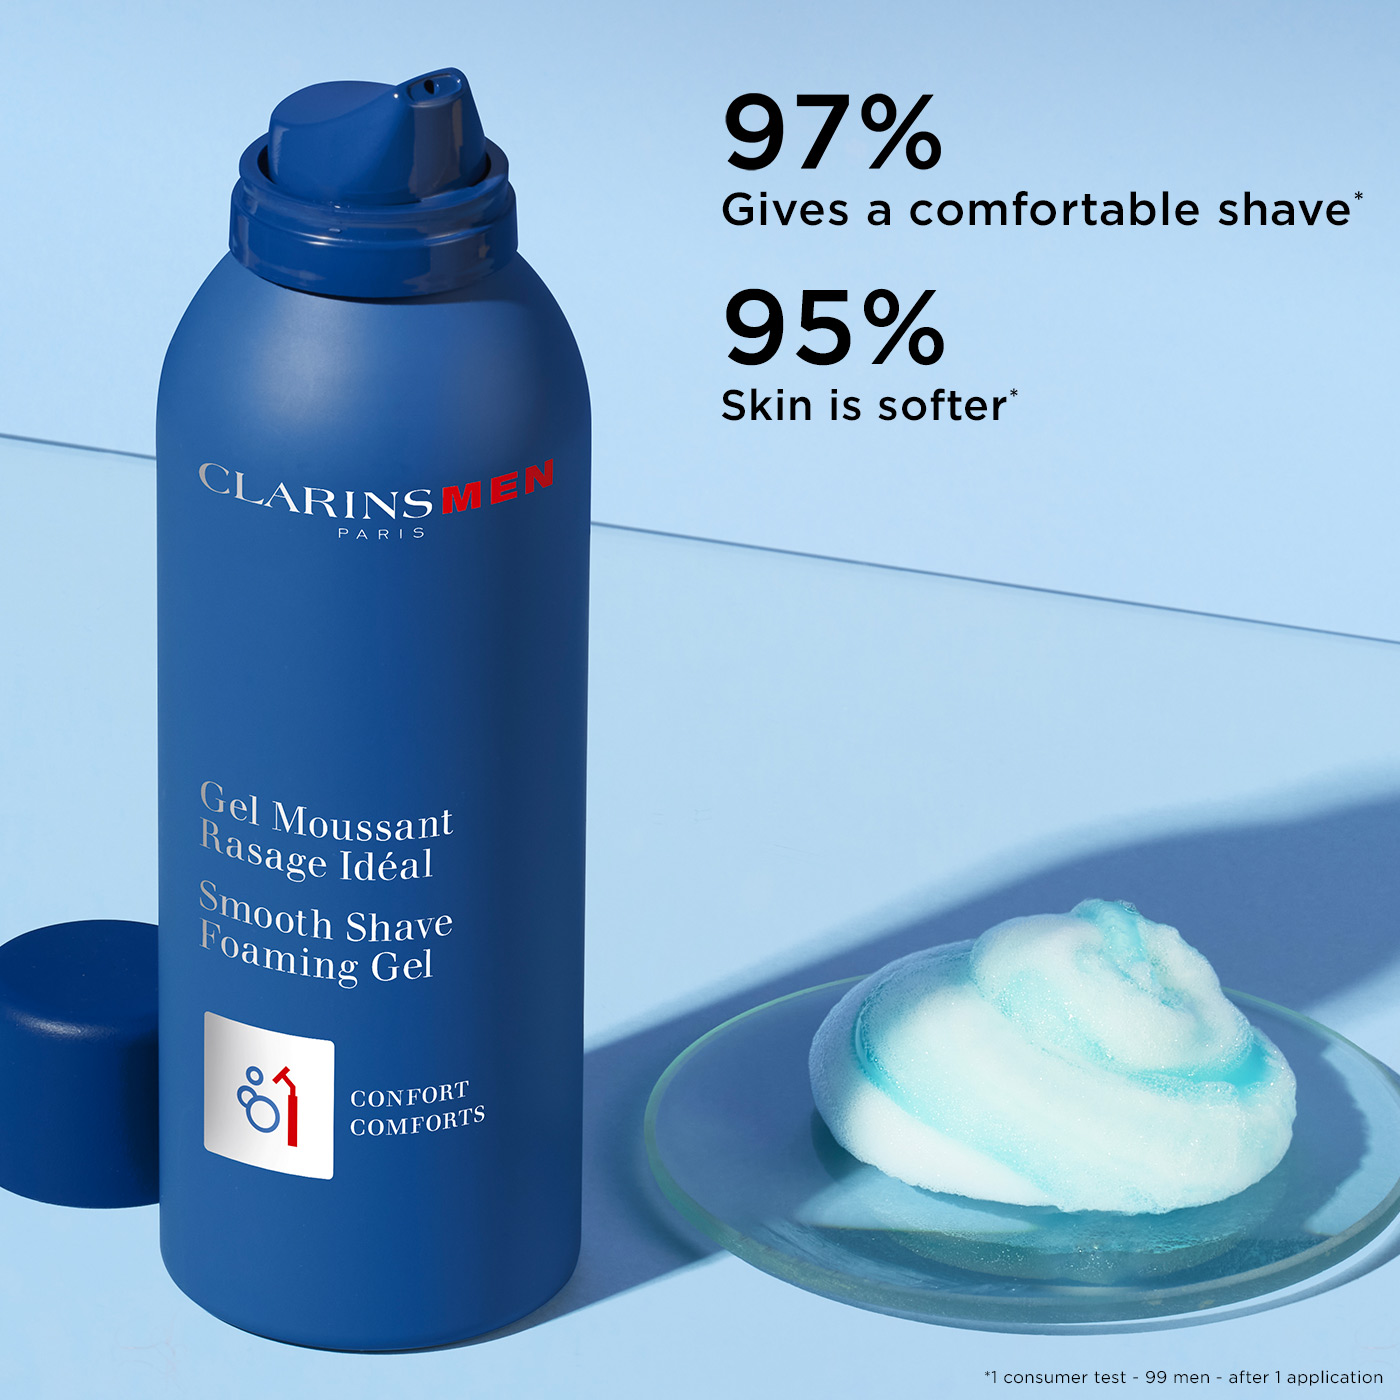 97%
Gives a comfortable shave*
95%
Skin is softer*
CLARINSMEN
PARIS
Gel Moussant
Rasage Idéal
Smooth Shave
Foaming Gel
CONFORT
COMFORTS
*1 consumer test - 99 men - after 1 application